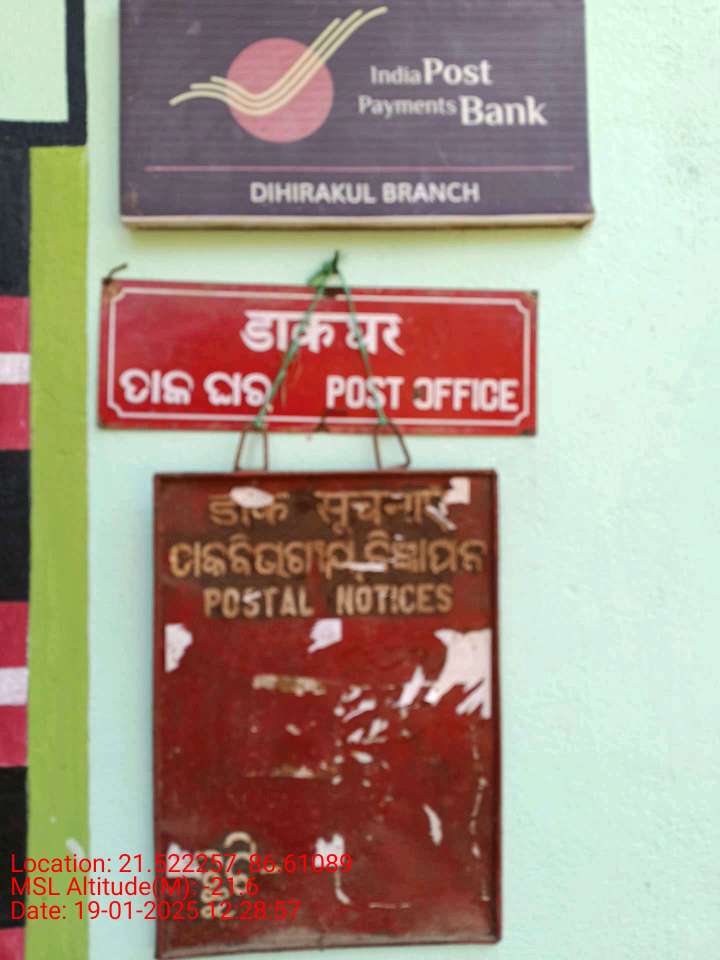 India Post
Payments Bank
DIHIRAKUL BRANCH
डाक घर
ଡାକ ଘର POST OFFICE
डाक सूचनाएँ
ଡାକବିଭାଗୀୟ ବିଜ୍ଞାପନ
POSTAL NOTICES
Location: 21.522257, 86.61089
MSL Altitude(M): -21.6
Date: 19-01-2025 12:28:57